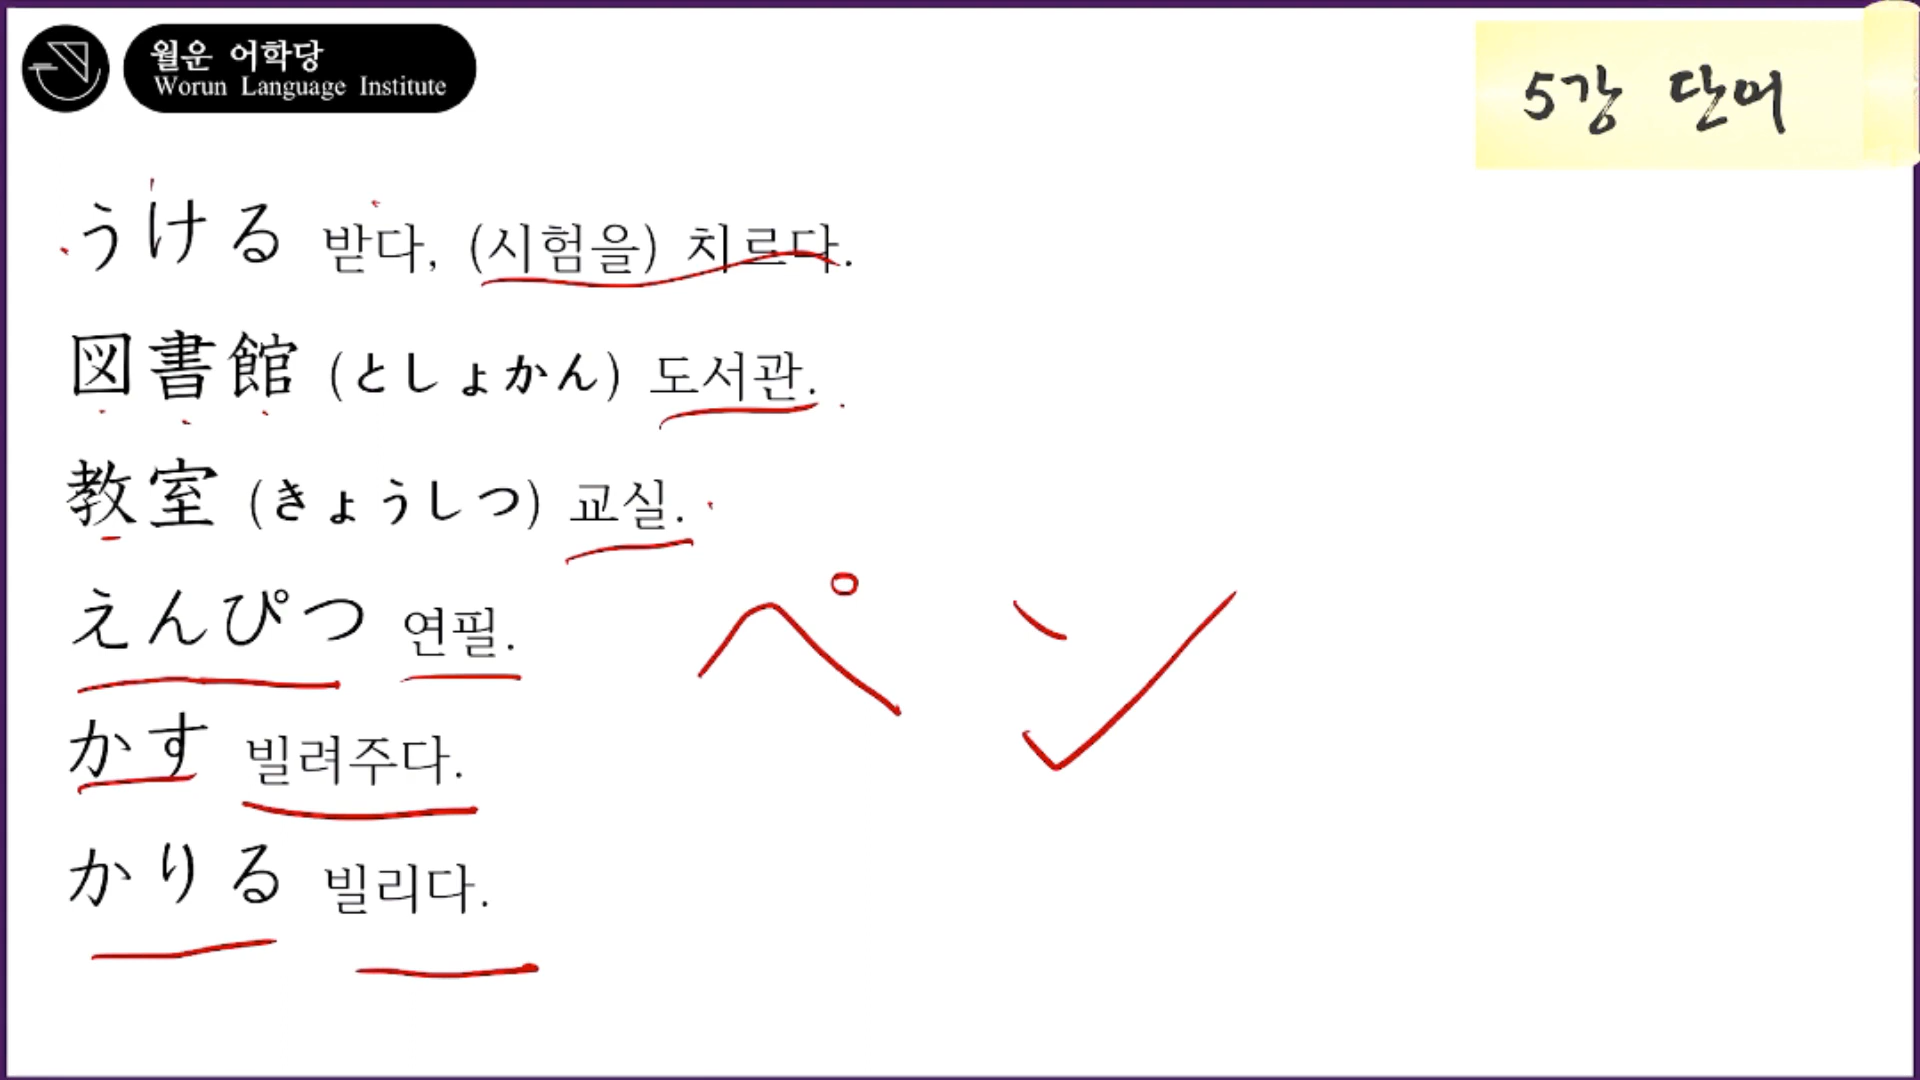 월운 어학당
Worun Language Institute
5강 단어
うける 받다, (시험을) 치르다.
図書館 (としょかん) 도서관.
教室 (きょうしつ) 교실.
えんぴつ 연필.
ペン
かす 빌려주다.
かりる 빌리다.